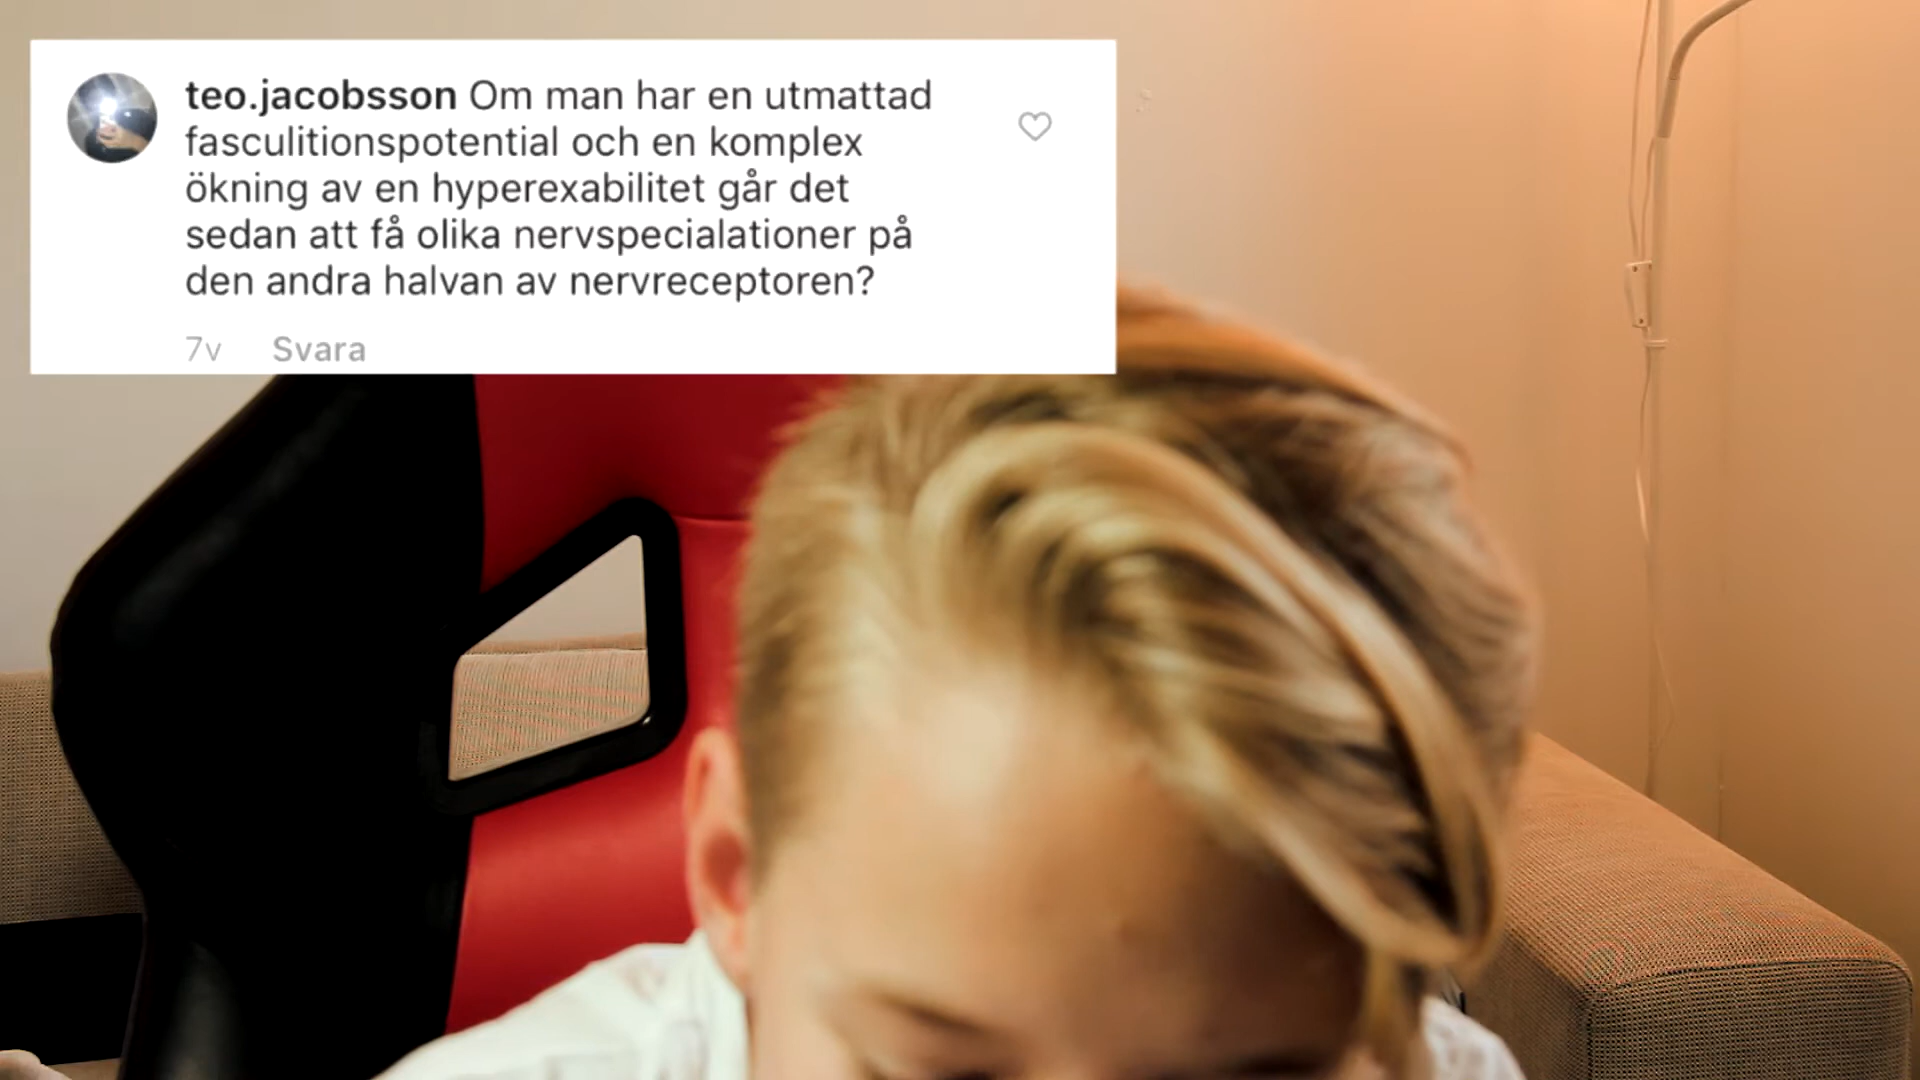 teo.jacobsson Om man har en utmattad
fasculitionspotential och en komplex
ökning av en hyperexabilitet går det
sedan att få olika nervspecialationer på
den andra halvan av nervreceptoren?
7v Svara